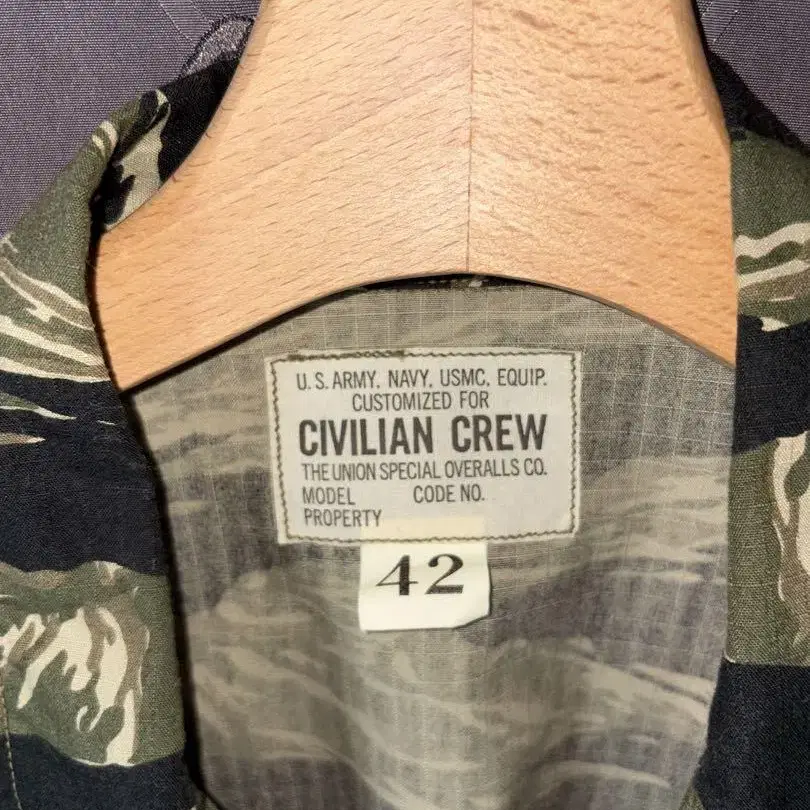 U. S. ARMY, NAVY, USMC, EQUIP.
CUSTOMIZED FOR
CIVILIAN CREW
THE UNION SPECIAL OVERALLS CO.
MODEL CODE NO.
PROPERTY
42